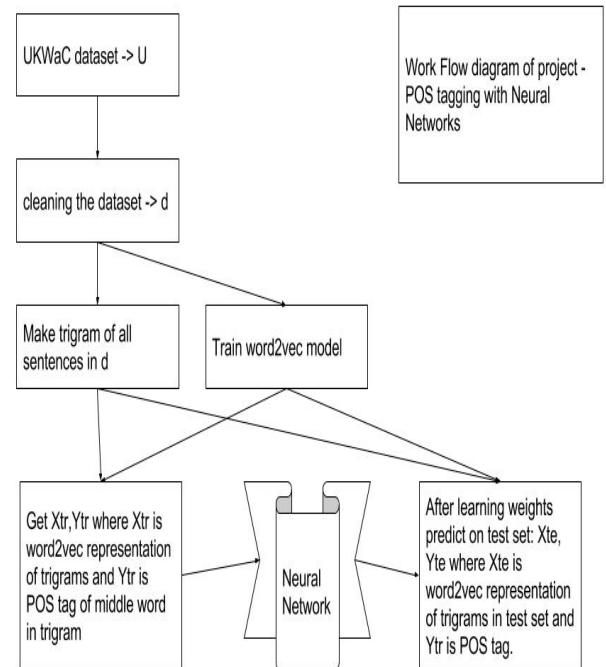 UKWaC dataset -> U
Work Flow diagram of project -
POS tagging with Neural
Networks
cleaning the dataset -> d
Make trigram of all
sentences in d
Train word2vec model
Get Xtr,Ytr where Xtr is
word2vec representation
of trigrams and Ytr is
POS tag of middle word
in trigram
Neural
Network
After learning weights
predict on test set: Xte,
Yte where Xte is
word2vec representation
of trigrams in test set and
Ytr is POS tag.